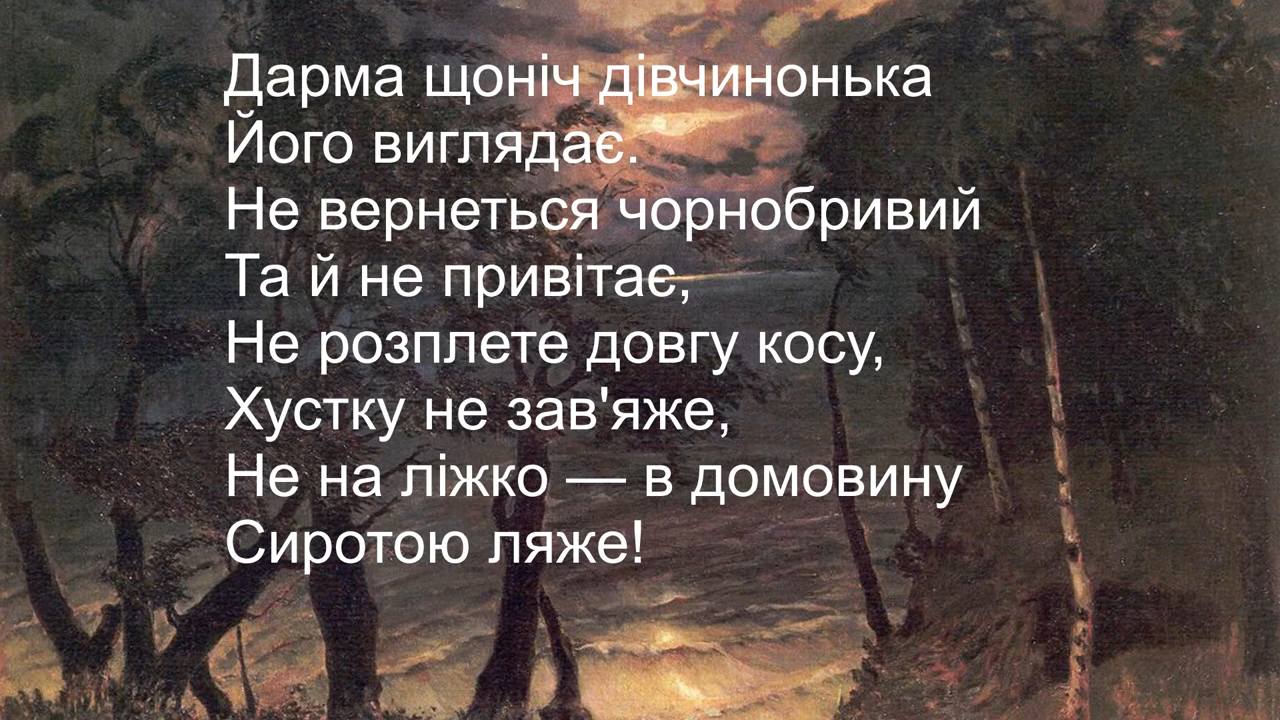 Дарма щоніч дівчинонька
Його виглядає.
Не вернеться чорнобривий
Та й не привітає,
Не розплете довгу косу,
Хустку не зав'яже,
Не на ліжко — в домовину
Сиротою ляже!